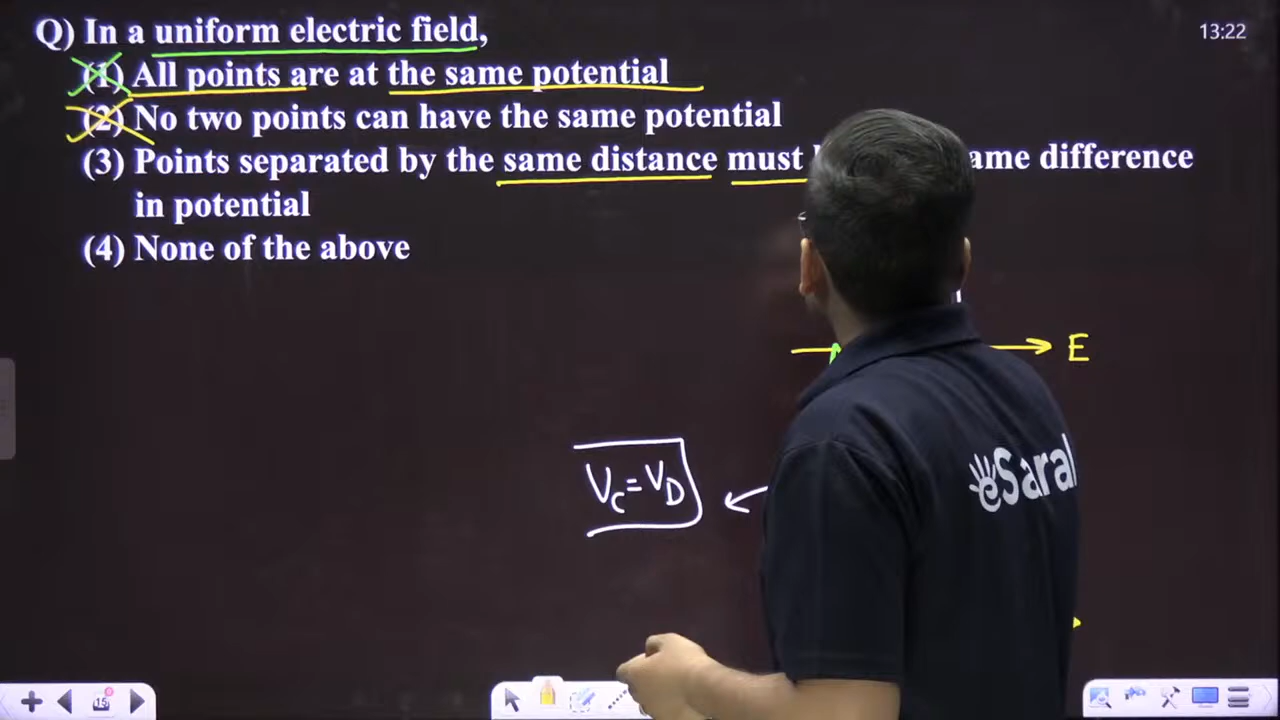 Q) In a uniform electric field,
13:22
(1) All points are at the same potential
(2) No two points can have the same potential
(3) Points separated by the same distance must difference
in potential
(4) None of the above
E
V_C = V_D
eSaral
15